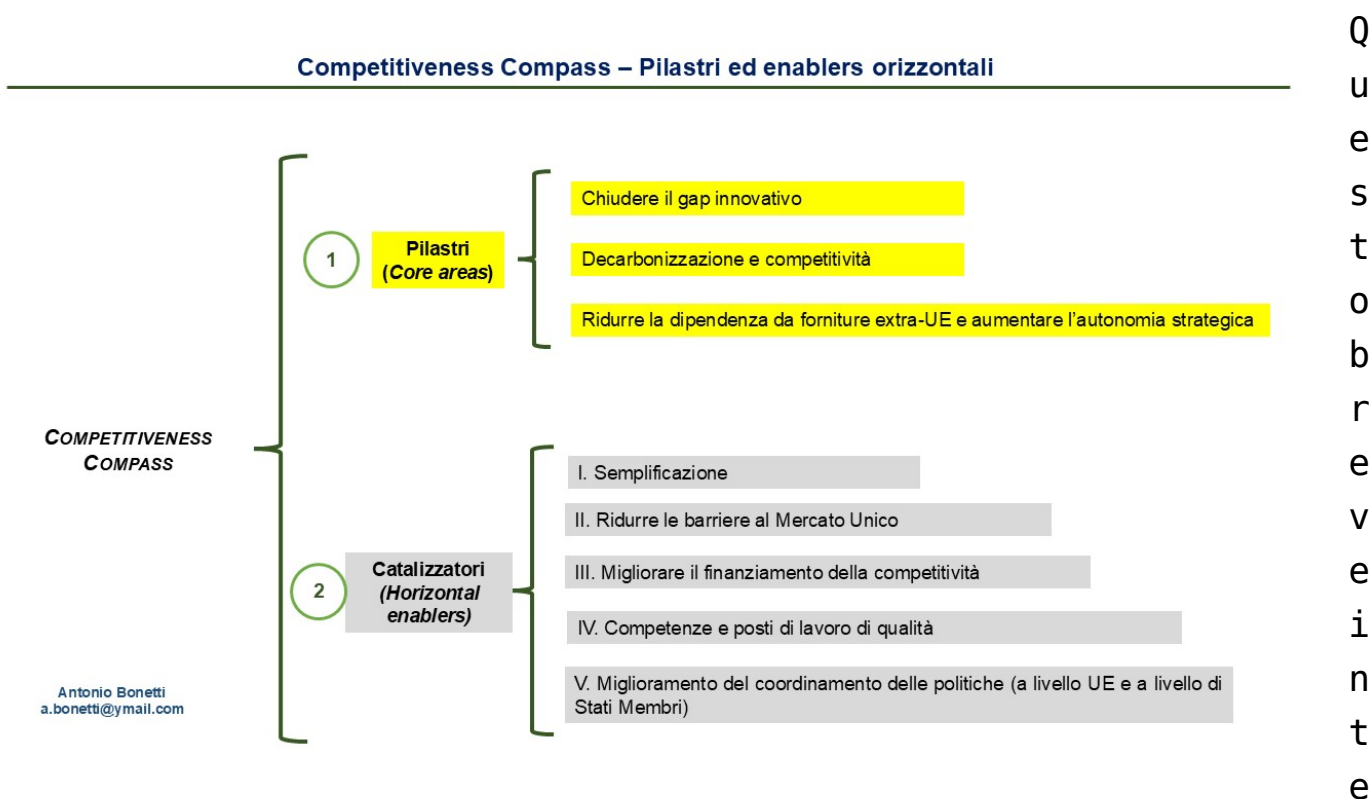 Competitiveness Compass – Pilastri ed enablers orizzontali
1
Pilastri
(Core areas)
Chiudere il gap innovativo
Decarbonizzazione e competitività
Ridurre la dipendenza da forniture extra-UE e aumentare l’autonomia strategica
COMPETITIVENESS
COMPASS
2
Catalizzatori
(Horizontal
enablers)
I. Semplificazione
II. Ridurre le barriere al Mercato Unico
III. Migliorare il finanziamento della competitività
IV. Competenze e posti di lavoro di qualità
V. Miglioramento del coordinamento delle politiche (a livello UE e a livello di
Stati Membri)
Antonio Bonetti
a.bonetti@ymail.com
Questo breve inte